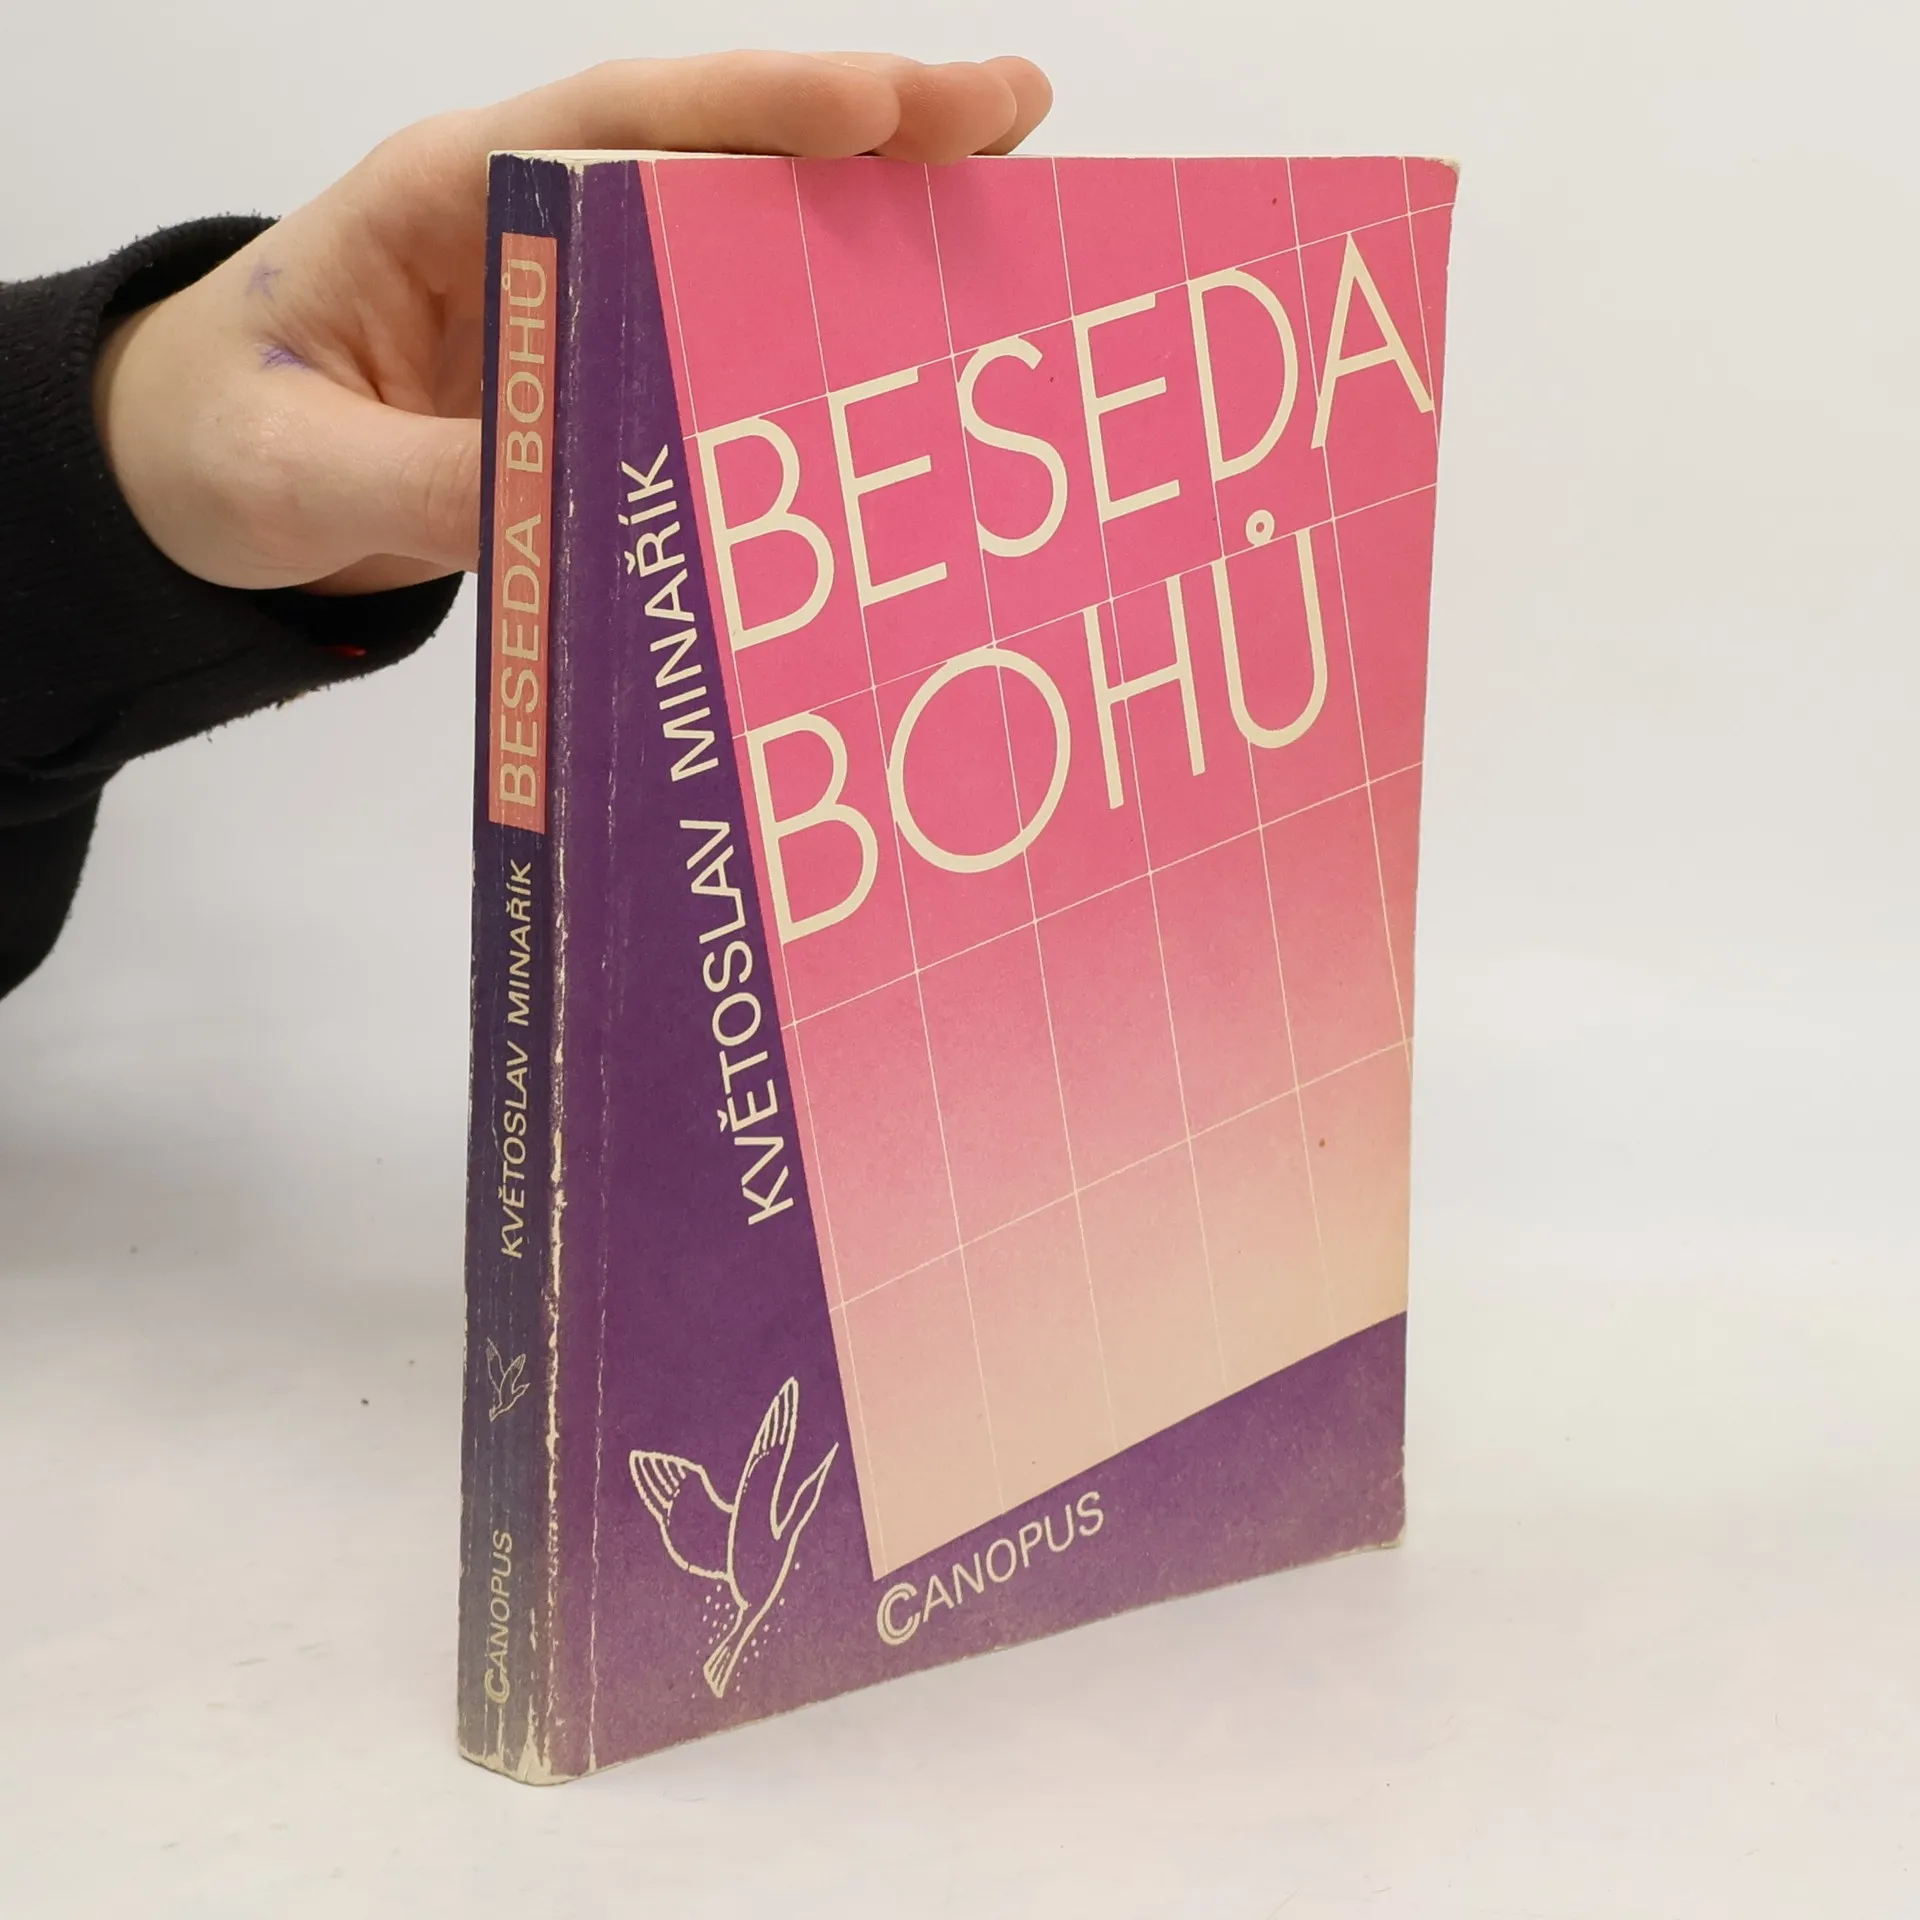 BESEDA BOHŮ
KVĚTOSLAV MINAŘÍK
CANOPUS
KVĚTOSLAV MINAŘÍK
BESEDA
BOHŮ
CANOPUS